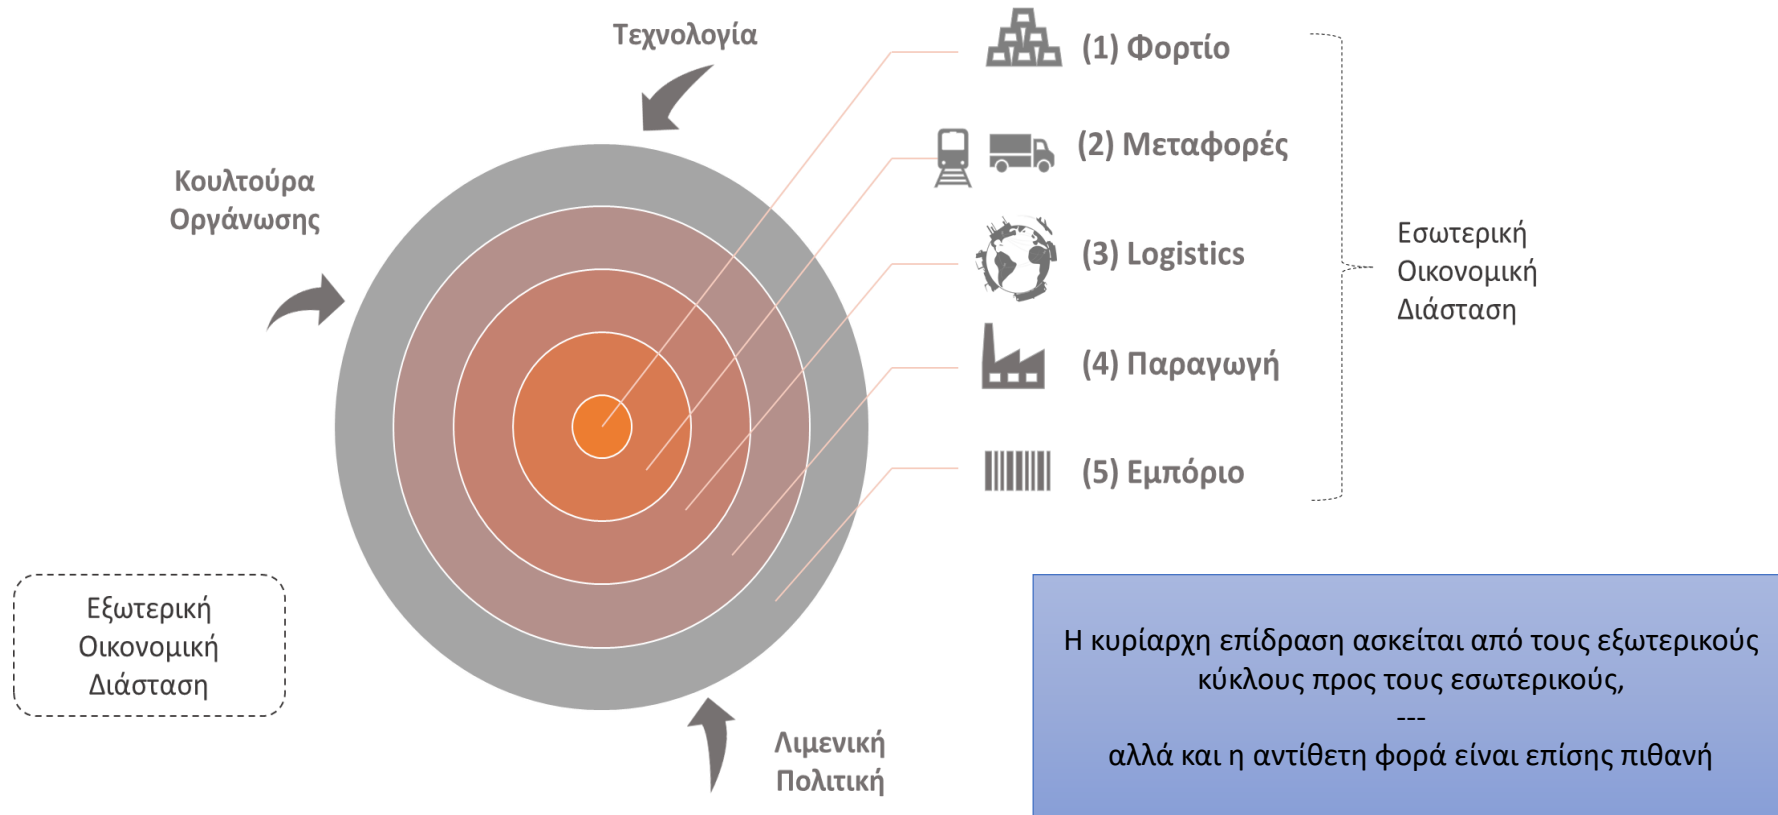 Τεχνολογία
Κουλτούρα
Οργάνωσης
(1) Φορτίο
(2) Μεταφορές
(3) Logistics
(4) Παραγωγή
(5) Εμπόριο
Εσωτερική
Οικονομική
Διάσταση
Εξωτερική
Οικονομική
Διάσταση
Λιμενική
Πολιτική
Η κυρίαρχη επίδραση ασκείται από τους εξωτερικούς
κύκλους προς τους εσωτερικούς,
---
αλλά και η αντίθετη φορά είναι επίσης πιθανή